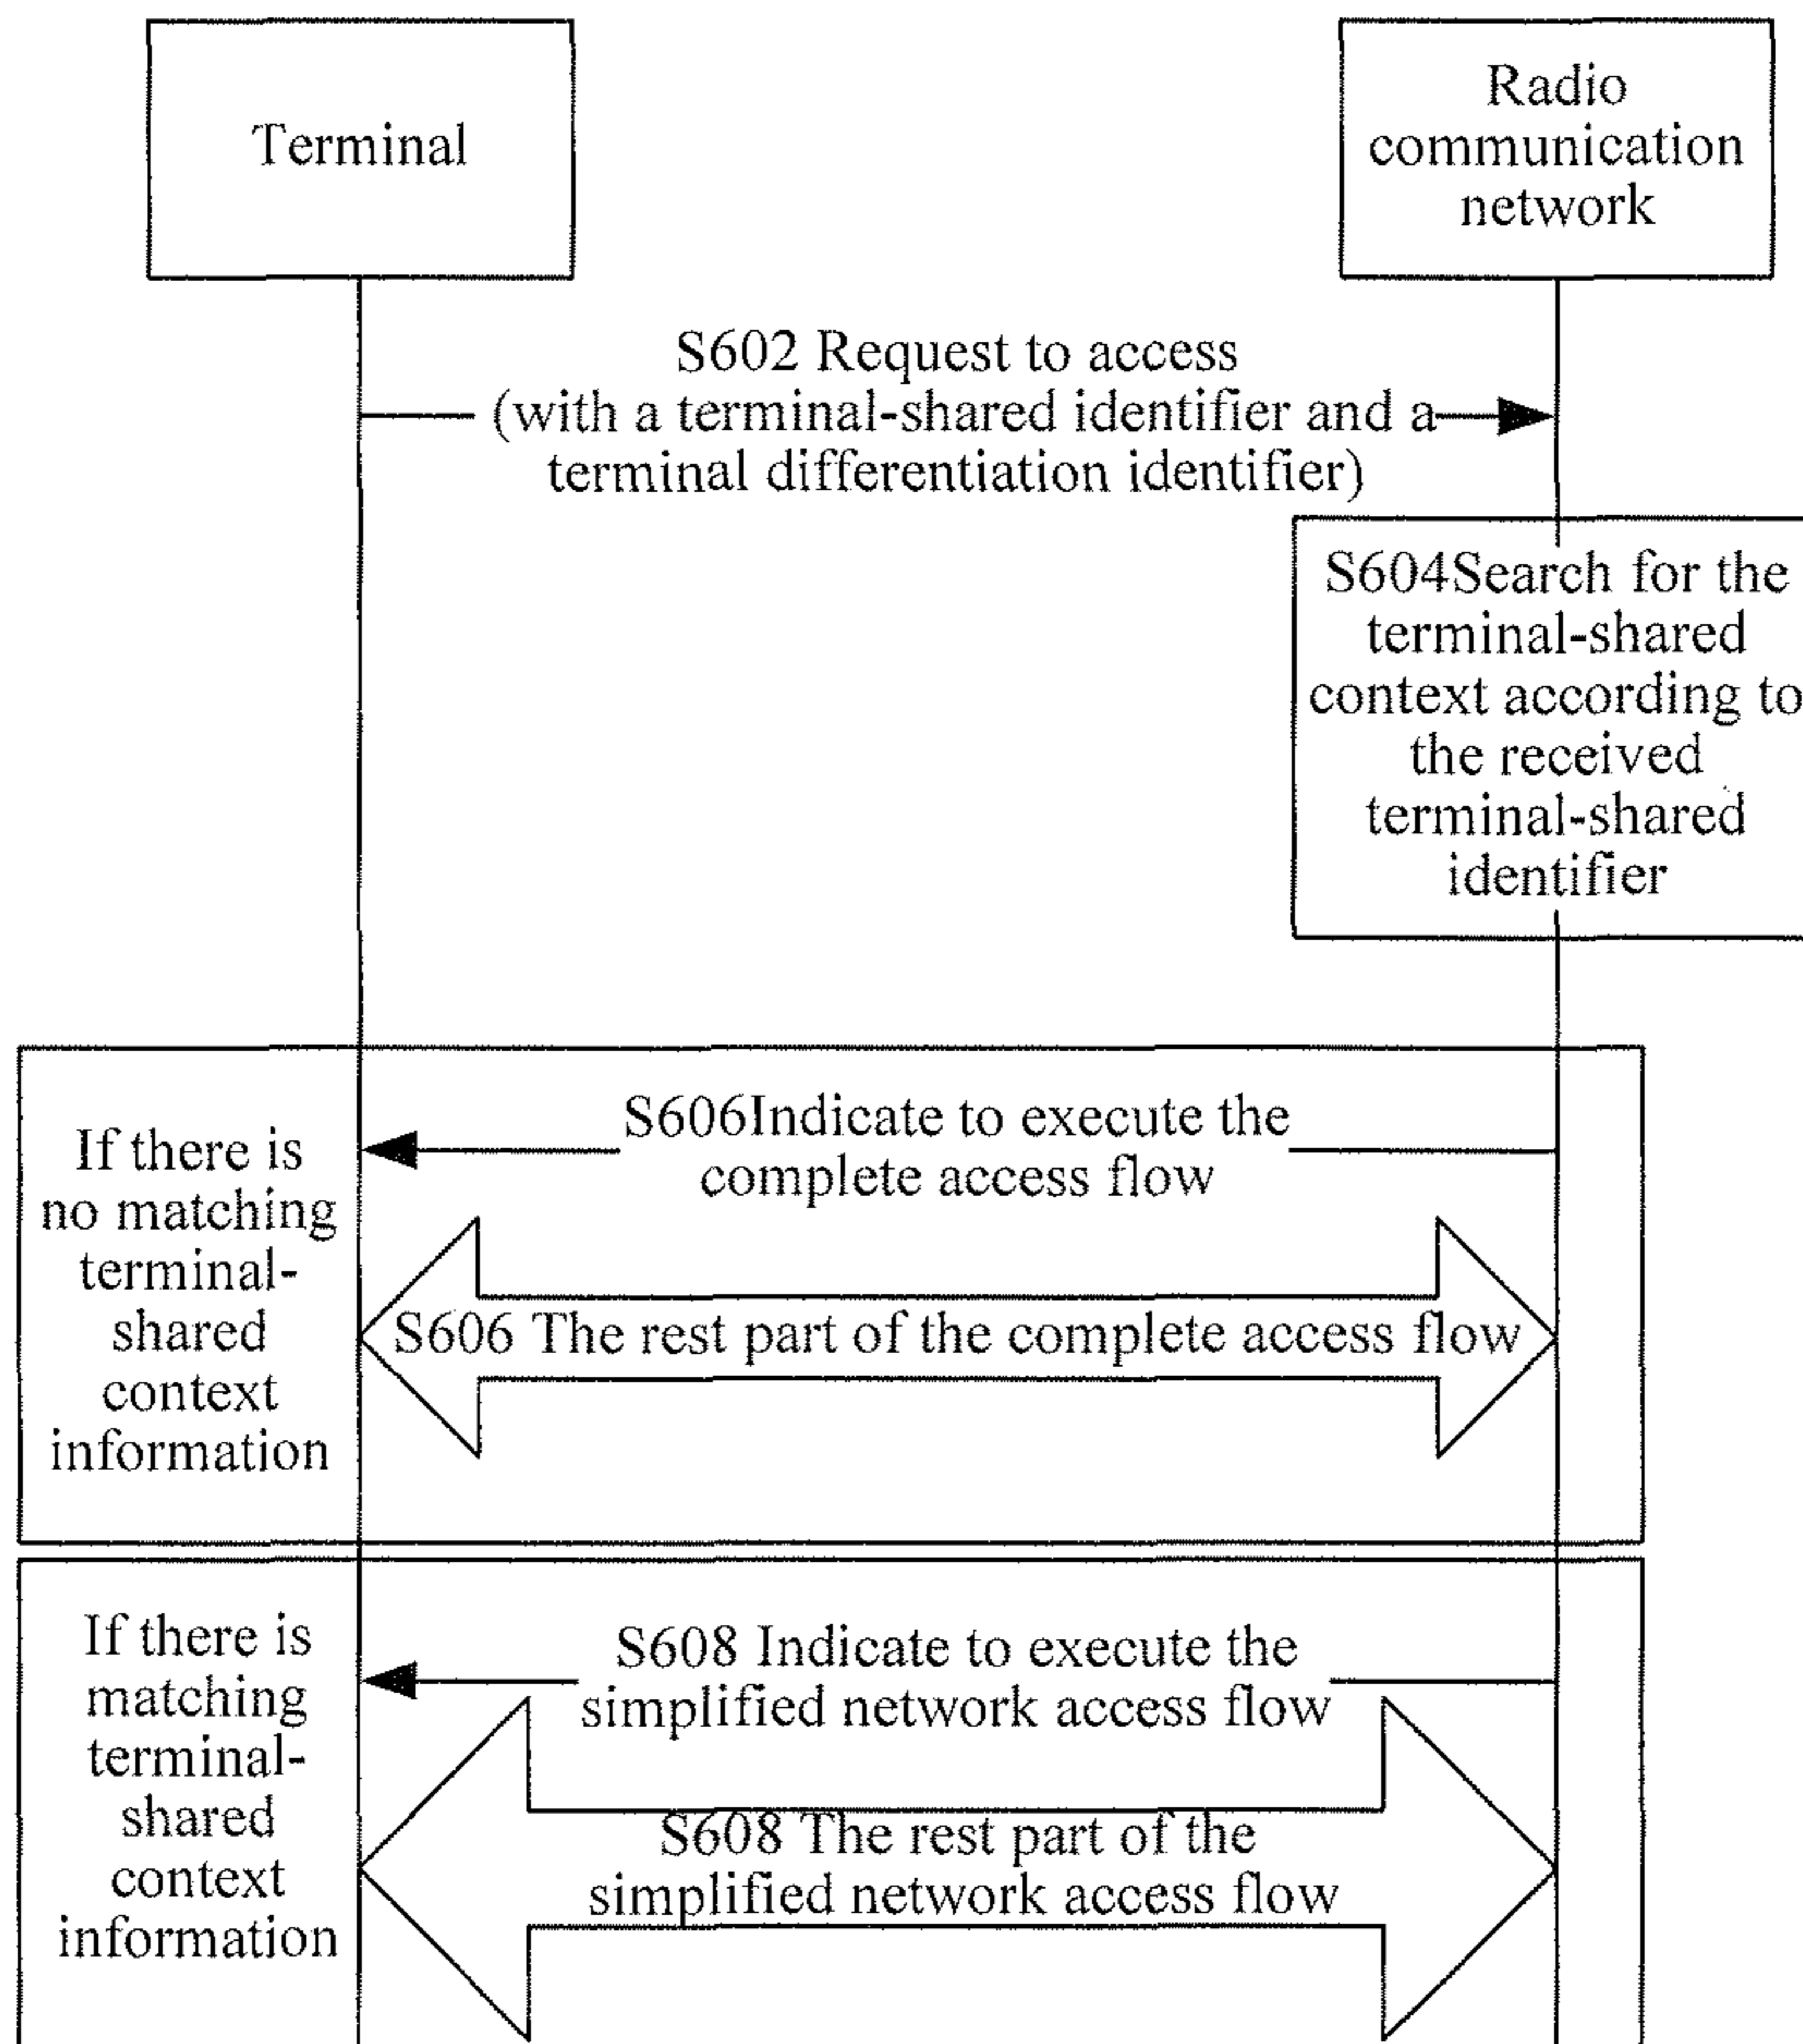 Terminal
Radio
communication
network
S602 Request to access
(with a terminal-shared identifier and a
terminal differentiation identifier)
S604Search for the
terminal-shared
context according to
the received
terminal-shared
identifier
If there is
no matching
terminal-
shared
context
information
S606Indicate to execute the
complete access flow
S606 The rest part of the complete access flow
If there is
matching
terminal-
shared
context
information
S608 Indicate to execute the
simplified network access flow
S608 The rest part of the
simplified network access flow